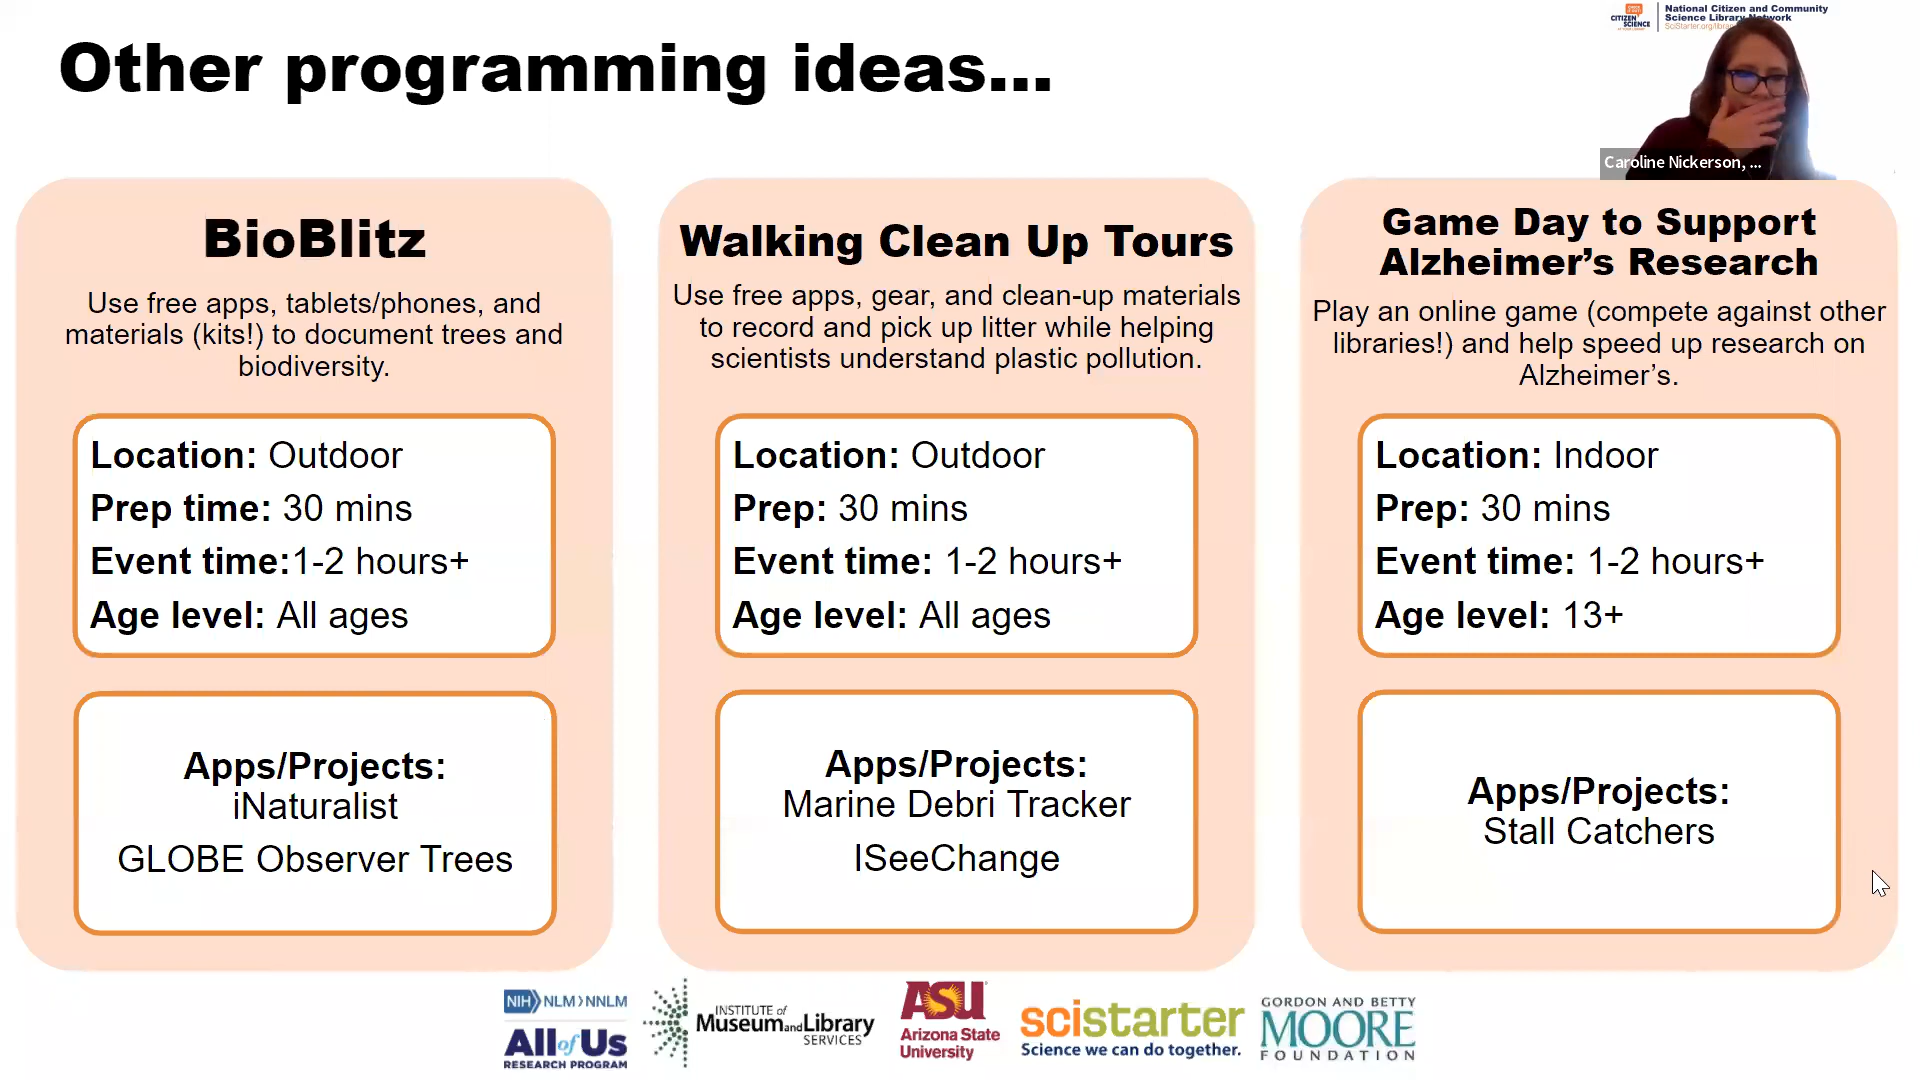 Other programming ideas...
CITIZEN
SCIENCE
National Citizen and Community
Science Library Network
SciStarter.org/
Caroline Nickerson, ...
BioBlitz
Use free apps, tablets/phones, and
materials (kits!) to document trees and
biodiversity.
Location: Outdoor
Prep time: 30 mins
Event time:1-2 hours+
Age level: All ages
Apps/Projects:
iNaturalist
GLOBE Observer Trees
Walking Clean Up Tours
Use free apps, gear, and clean-up materials
to record and pick up litter while helping
scientists understand plastic pollution.
Location: Outdoor
Prep: 30 mins
Event time: 1-2 hours+
Age level: All ages
Apps/Projects:
Marine Debri Tracker
ISeeChange
Game Day to Support
Alzheimer’s Research
Play an online game (compete against other
libraries!) and help speed up research on
Alzheimer’s.
Location: Indoor
Prep: 30 mins
Event time: 1-2 hours+
Age level: 13+
Apps/Projects:
Stall Catchers
NIH NLM NNLM
All of Us
RESEARCH PROGRAM
INSTITUTE of
Museum and Library
SERVICES
ASU
Arizona State
University
scistarter
Science we can do together.
GORDON AND BETTY
MOORE
FOUNDATION